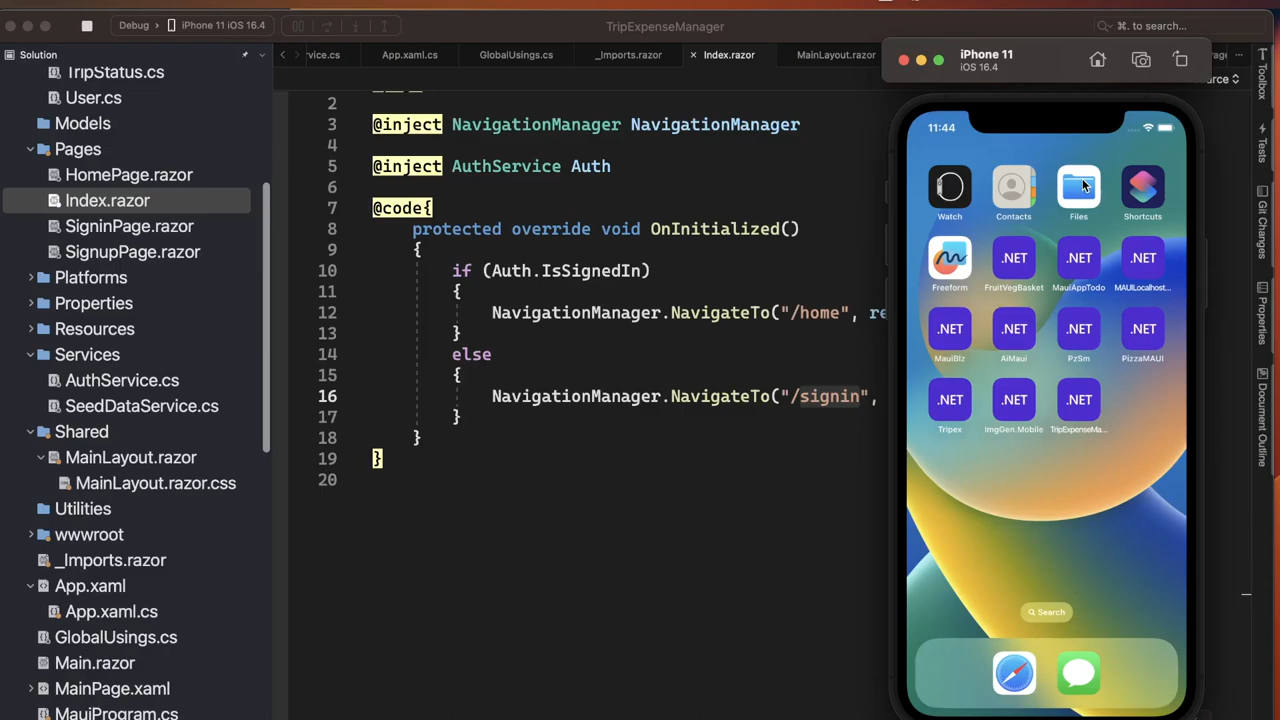 Debug › iPhone 11 iOS 16.4
TripExpenseManager
⌘. to search...
Solution
TripStatus.cs
User.cs
Models
Pages
HomePage.razor
Index.razor
SigninPage.razor
SignupPage.razor
Platforms
Properties
Resources
Services
AuthService.cs
SeedDataService.cs
Shared
MainLayout.razor
MainLayout.razor.css
Utilities
wwwroot
_Imports.razor
App.xaml
App.xaml.cs
GlobalUsings.cs
Main.razor
MainPage.xaml
MauiProgram.cs
rvice.cs
App.xaml.cs
GlobalUsings.cs
_Imports.razor
Index.razor
MainLayout.razor
2
3 @inject NavigationManager NavigationManager
4
5 @inject AuthService Auth
6
7 @code{
8 protected override void OnInitialized()
9 {
10 if (Auth.IsSignedIn)
11 {
12 NavigationManager.NavigateTo("/home", re
13 }
14 else
15 {
16 NavigationManager.NavigateTo("/signin",
17 }
18 }
19 }
20
iPhone 11
iOS 16.4
11:44
Watch
Contacts
Files
Shortcuts
Freeform
.NET
FruitVegBasket
.NET
MauiAppTodo
.NET
MAUILocalhost...
.NET
MauiBlz
.NET
AiMaui
.NET
PzSm
.NET
PizzaMAUI
.NET
Tripex
.NET
ImgGen.Mobile
.NET
TripExpenseMa...
Search
Toolbox
Tests
Git Changes
Properties
Document Outline